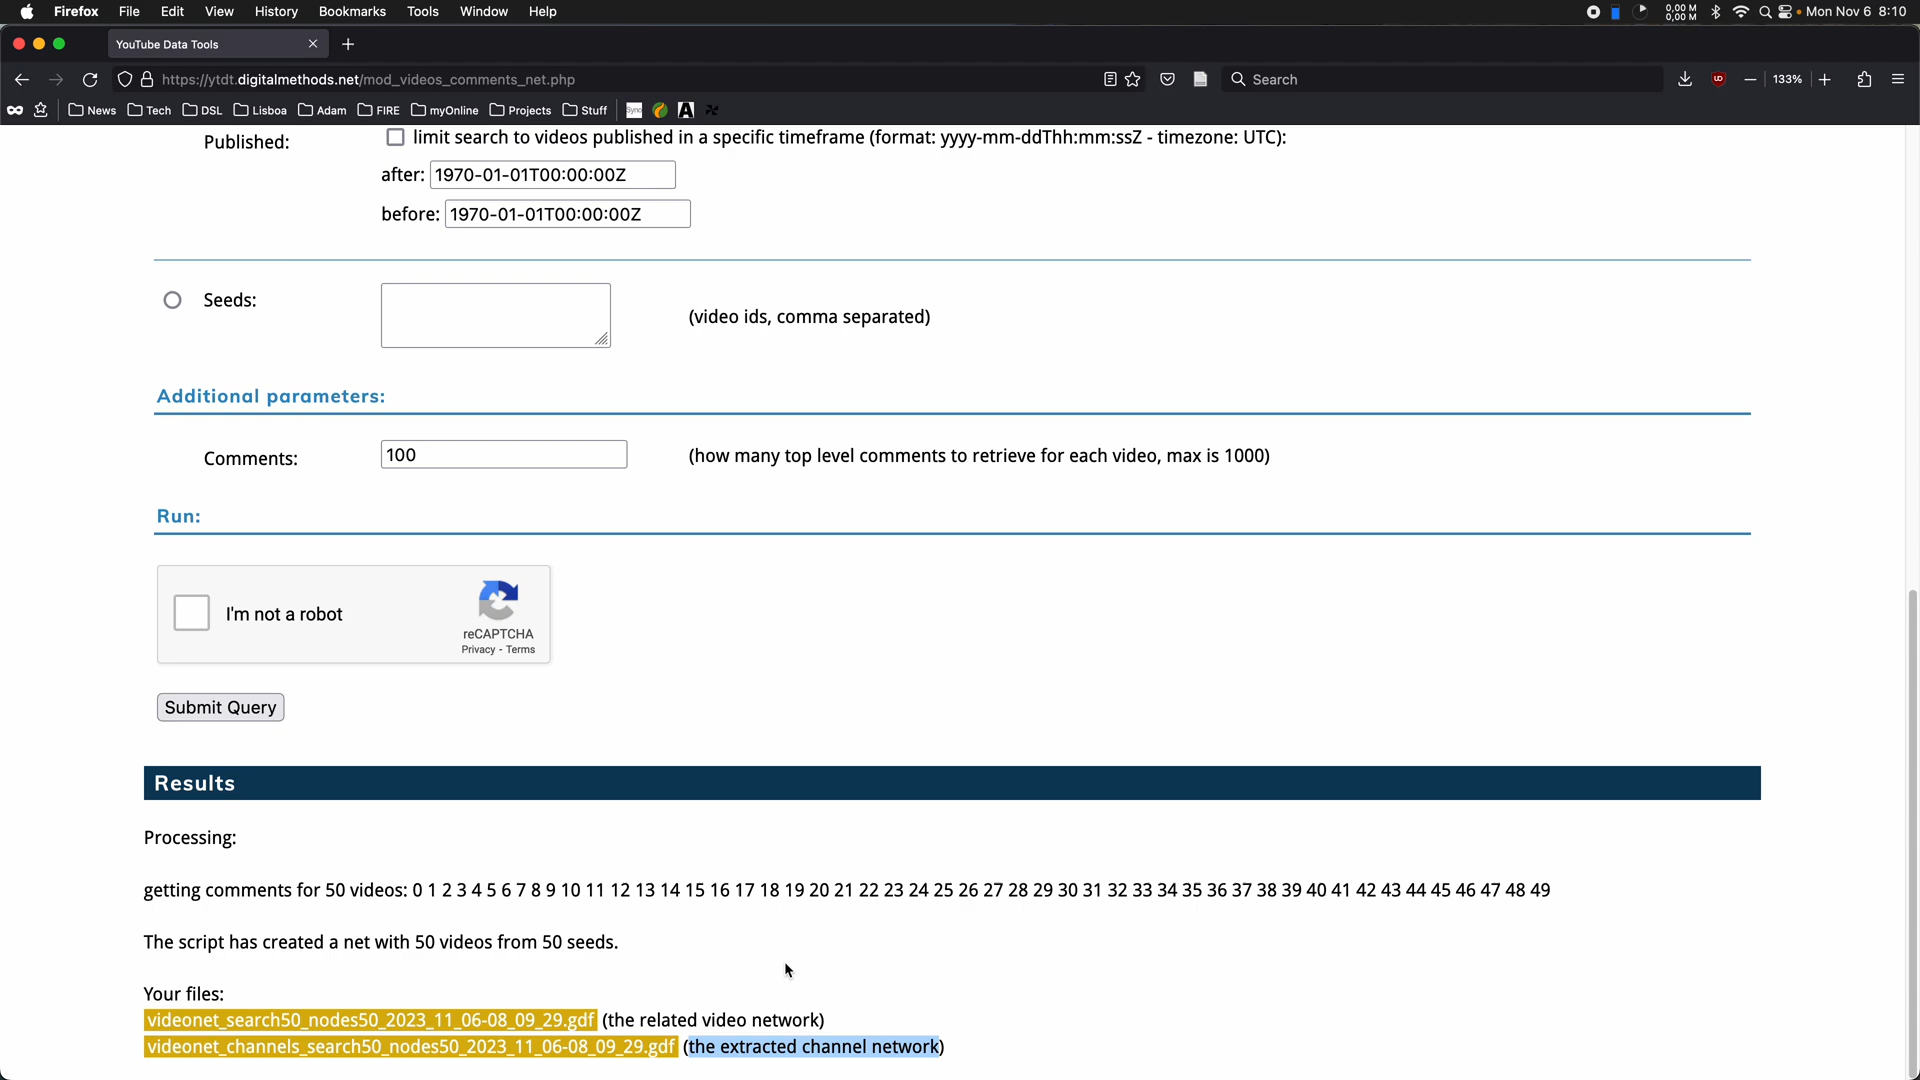 Firefox File Edit View History Bookmarks Tools Window Help
0,00 M
0,00 M
Mon Nov 6 8:10
YouTube Data Tools
https://ytdt.digitalmethods.net/mod_videos_comments_net.php
Search
133%
News Tech DSL Lisboa Adam FIRE myOnline Projects Stuff
Published:
limit search to videos published in a specific timeframe (format: yyyy-mm-ddThh:mm:ssZ - timezone: UTC):
after: 1970-01-01T00:00:00Z
before: 1970-01-01T00:00:00Z
Seeds:
(video ids, comma separated)
Additional parameters:
Comments: 100 (how many top level comments to retrieve for each video, max is 1000)
Run:
I'm not a robot
reCAPTCHA
Privacy - Terms
Submit Query
Results
Processing:
getting comments for 50 videos: 0 1 2 3 4 5 6 7 8 9 10 11 12 13 14 15 16 17 18 19 20 21 22 23 24 25 26 27 28 29 30 31 32 33 34 35 36 37 38 39 40 41 42 43 44 45 46 47 48 49
The script has created a net with 50 videos from 50 seeds.
Your files:
videonet_search50_nodes50_2023_11_06-08_09_29.gdf (the related video network)
videonet_channels_search50_nodes50_2023_11_06-08_09_29.gdf (the extracted channel network)